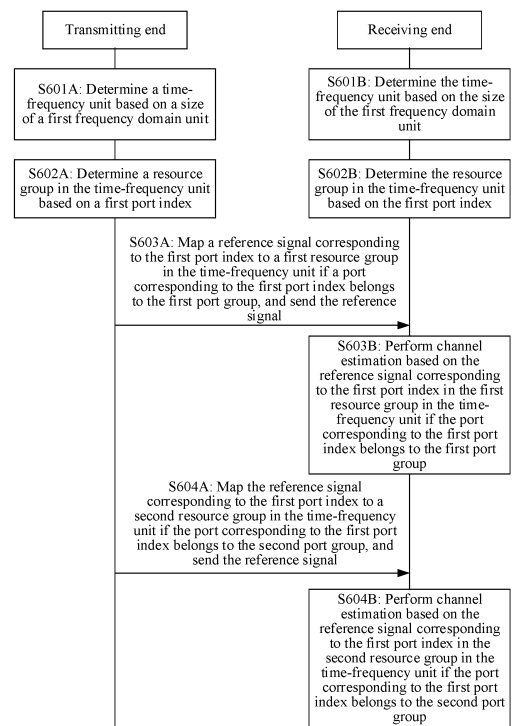 Transmitting end
Receiving end
S601A: Determine a time-
frequency unit based on a size
of a first frequency domain
unit
S601B: Determine the time-
frequency unit based on the size
of the first frequency domain
unit
S602A: Determine a resource
group in the time-frequency unit
based on a first port index
S602B: Determine the resource
group in the time-frequency unit
based on the first port index
S603A: Map a reference signal corresponding
to the first port index to a first resource group
in the time-frequency unit if a port
corresponding to the first port index belongs
to the first port group, and send the reference
signal
S603B: Perform channel
estimation based on the
reference signal corresponding
to the first port index in the first
resource group in the time-
frequency unit if the port
corresponding to the first port
index belongs to the first port
group
S604A: Map the reference signal
corresponding to the first port index to a
second resource group in the time-frequency
unit if the port corresponding to the first port
index belongs to the second port group, and
send the reference signal
S604B: Perform channel
estimation based on the
reference signal corresponding
to the first port index in the
second resource group in the
time-frequency unit if the port
corresponding to the first port
index belongs to the second port
group